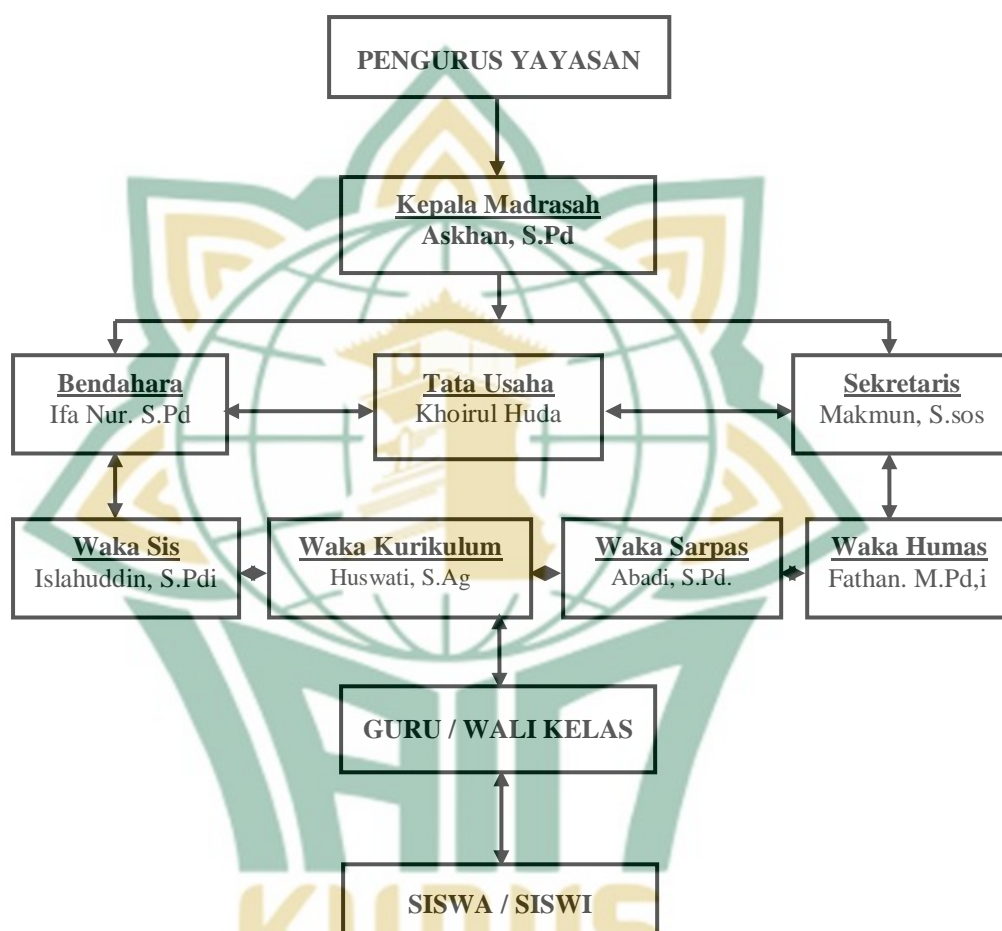 PENGURUS YAYASAN
Kepala Madrasah
Askhan, S.Pd
Bendahara
Ifa Nur. S.Pd
Tata Usaha
Khoirul Huda
Sekretaris
Makmun, S.sos
Waka Sis
Islahuddin, S.Pdi
Waka Kurikulum
Huswati, S.Ag
Waka Sarpas
Abadi, S.Pd.
Waka Humas
Fathan. M.Pd,i
GURU / WALI KELAS
SISWA / SISWI
IAIN
KUDUS